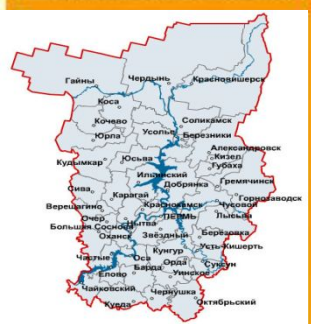 Гайны
Чердынь
Красновишерск
Коса
Соликамск
Кочево
Усолье
Березники
Юрла
Александровск
Кизел
Кудымкар
Юсьва
Губаха
Ильинский
Гремячинск
Сива
Добрянка
Карагай
Горнозаводск
Верещагино
Краснокамск
Чусовой
Очер
Нытва
ПЕРМЬ
Лысьва
Большая Соснова
Звёздный
Берёзовка
Оханск
Кунгур
Усть-Кишерть
Частые
Оса
Орда
Суксун
Елово
Барда
Уинское
Чайковский
Чернушка
Куеда
Октябрьский